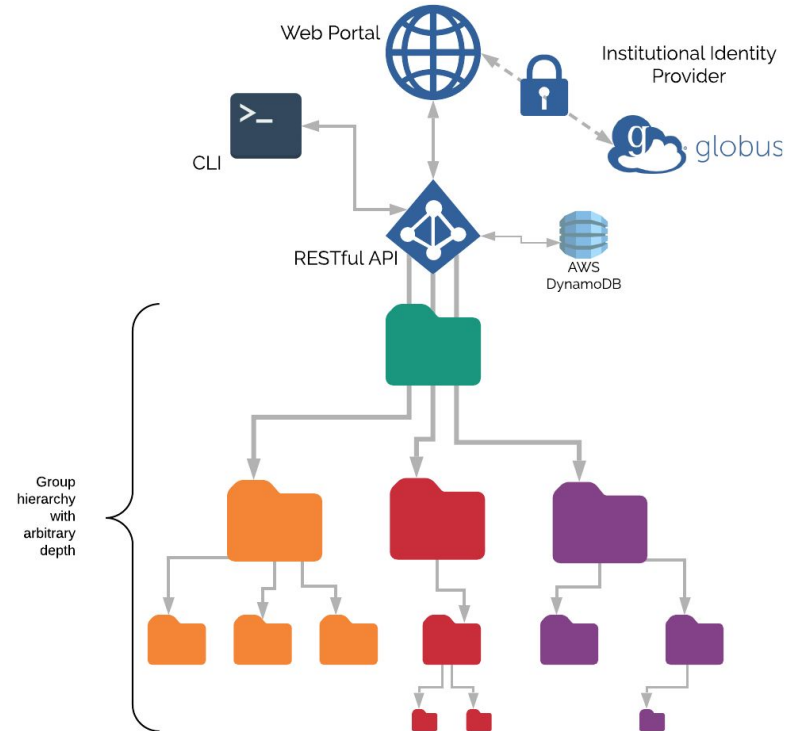 Web Portal
Institutional Identity
Provider
g globus
>_
CLI
RESTful API
AWS
DynamoDB
Group
hierarchy
with
arbitrary
depth